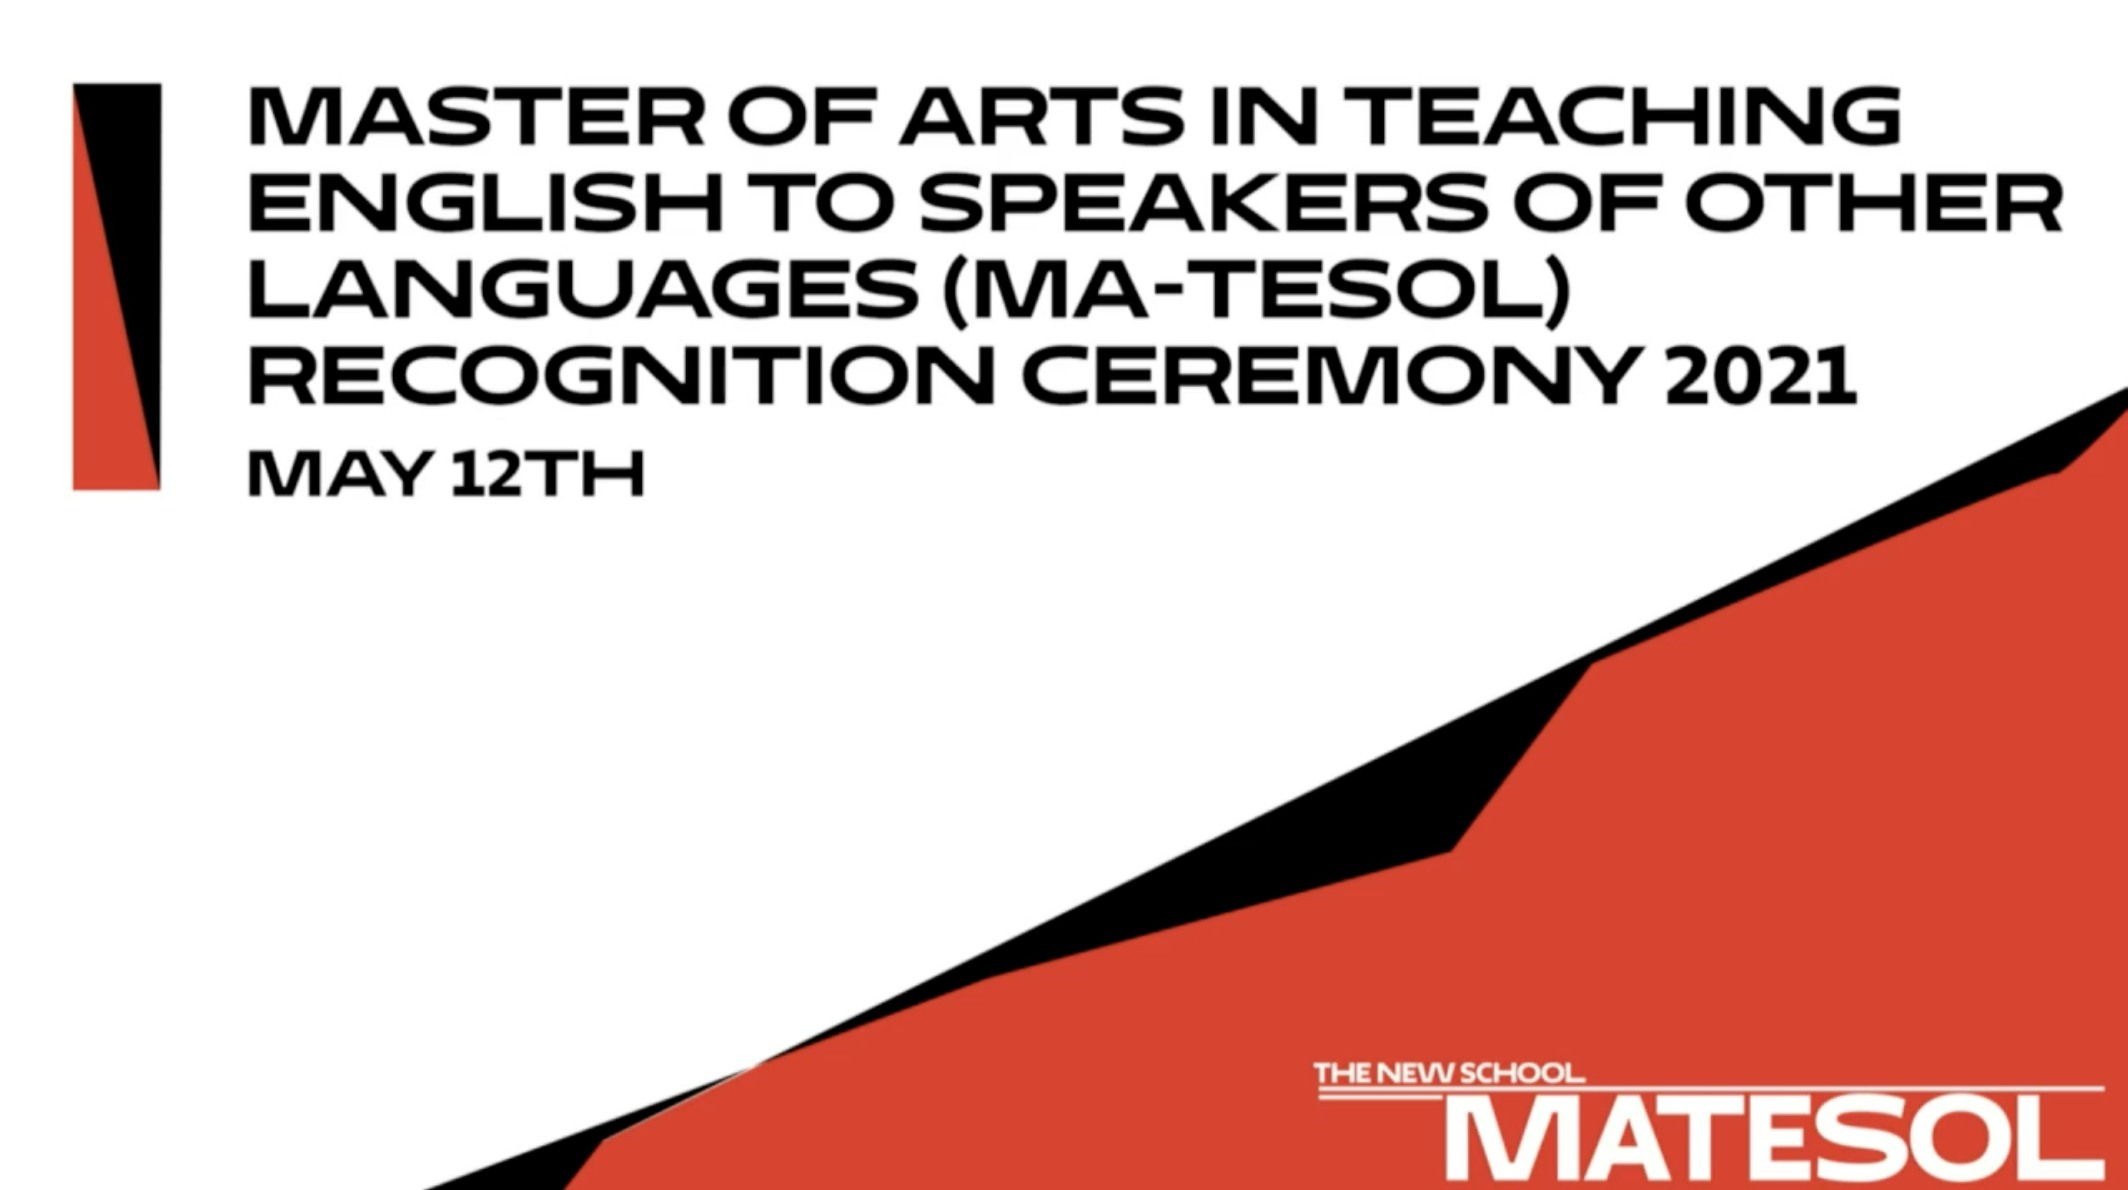 MASTER OF ARTS IN TEACHING
ENGLISH TO SPEAKERS OF OTHER
LANGUAGES (MA-TESOL)
RECOGNITION CEREMONY 2021
MAY 12TH
THE NEW SCHOOL
MATESOL